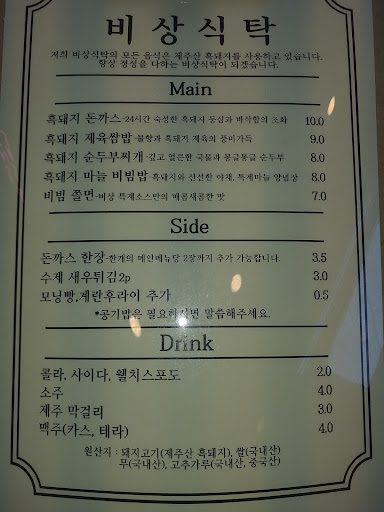 비상식탁
저희 비상식탁의 모든 음식은 제주산 흑돼지를 사용하고 있습니다.
항상 정성을 다하는 비상식탁이 되겠습니다.
Main
흑돼지 돈까스-24시간 숙성한 흑돼지 등심과 바삭함의 조화 10.0
흑돼지 제육쌈밥-불향과 흑돼지 제육의 풍미가득 9.0
흑돼지 순두부찌개-깊고 얼큰한 국물과 몽글몽글 순두부 8.0
흑돼지 마늘 비빔밥-흑돼지와 신선한 야채, 특제마늘 양념장 8.0
비빔 쫄면-비상 특제소스만의 매콤새콤한 맛 7.0
Side
돈까스 한장-한개의 메인메뉴당 2장까지 추가 가능합니다. 3.5
수제 새우튀김2p 3.0
모닝빵,계란후라이 추가 0.5
*공기밥은 필요하시면 말씀해주세요.
Drink
콜라, 사이다, 웰치스포도 2.0
소주 4.0
제주 막걸리 3.0
맥주(카스, 테라) 4.0
원산지 : 돼지고기(제주산 흑돼지), 쌀(국내산)
무(국내산), 고추가루(국내산, 중국산)